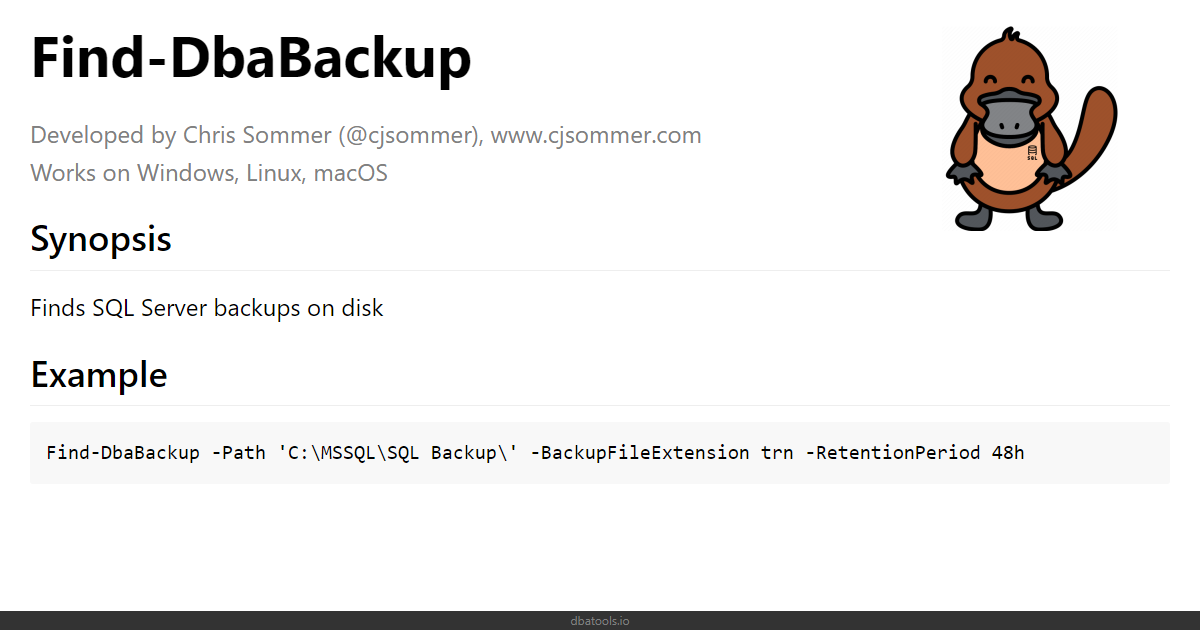 Find-DbaBackup
Developed by Chris Sommer (@cjsommer), www.cjsommer.com
Works on Windows, Linux, macOS
SQL
Synopsis
Finds SQL Server backups on disk
Example
Find-DbaBackup -Path 'C:\MSSQL\SQL Backup\' -BackupFileExtension trn -RetentionPeriod 48h
dbatools.io